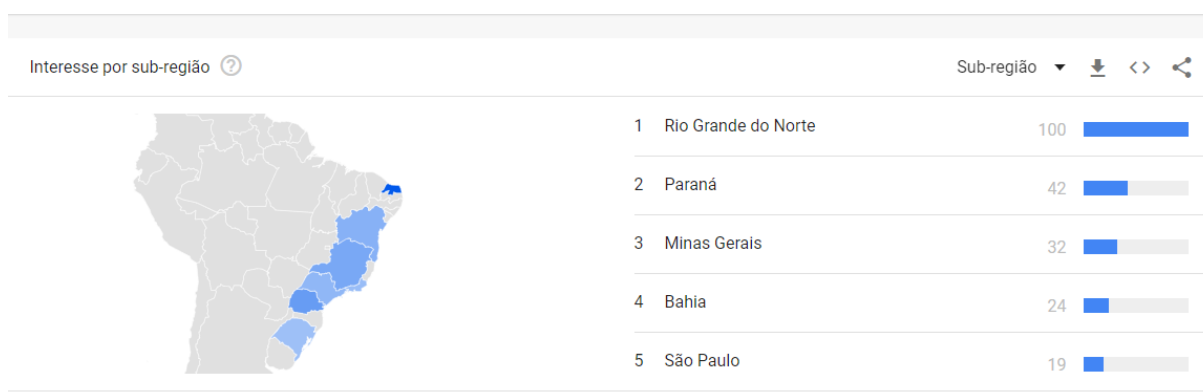 Interesse por sub-região ?
Sub-região
1 Rio Grande do Norte 100
2 Paraná 42
3 Minas Gerais 32
4 Bahia 24
5 São Paulo 19